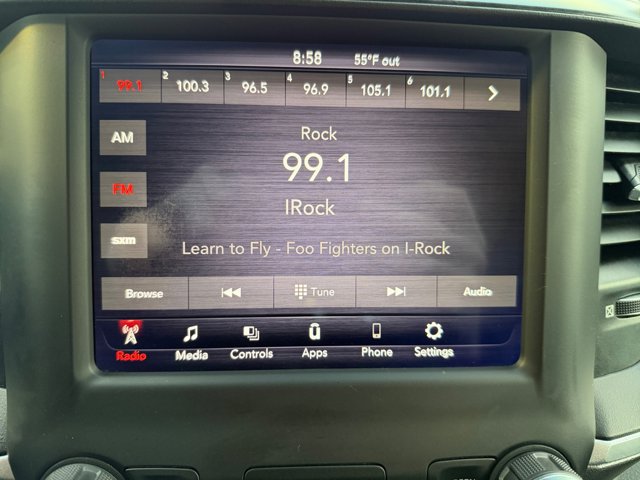 8:58 55°F out
1 99.1 2 100.3 3 96.5 4 96.9 5 105.1 6 101.1
AM
Rock
99.1
FM
IRock
sxm
Learn to Fly - Foo Fighters on I-Rock
Browse Tune Audio
Radio Media Controls Apps Phone Settings